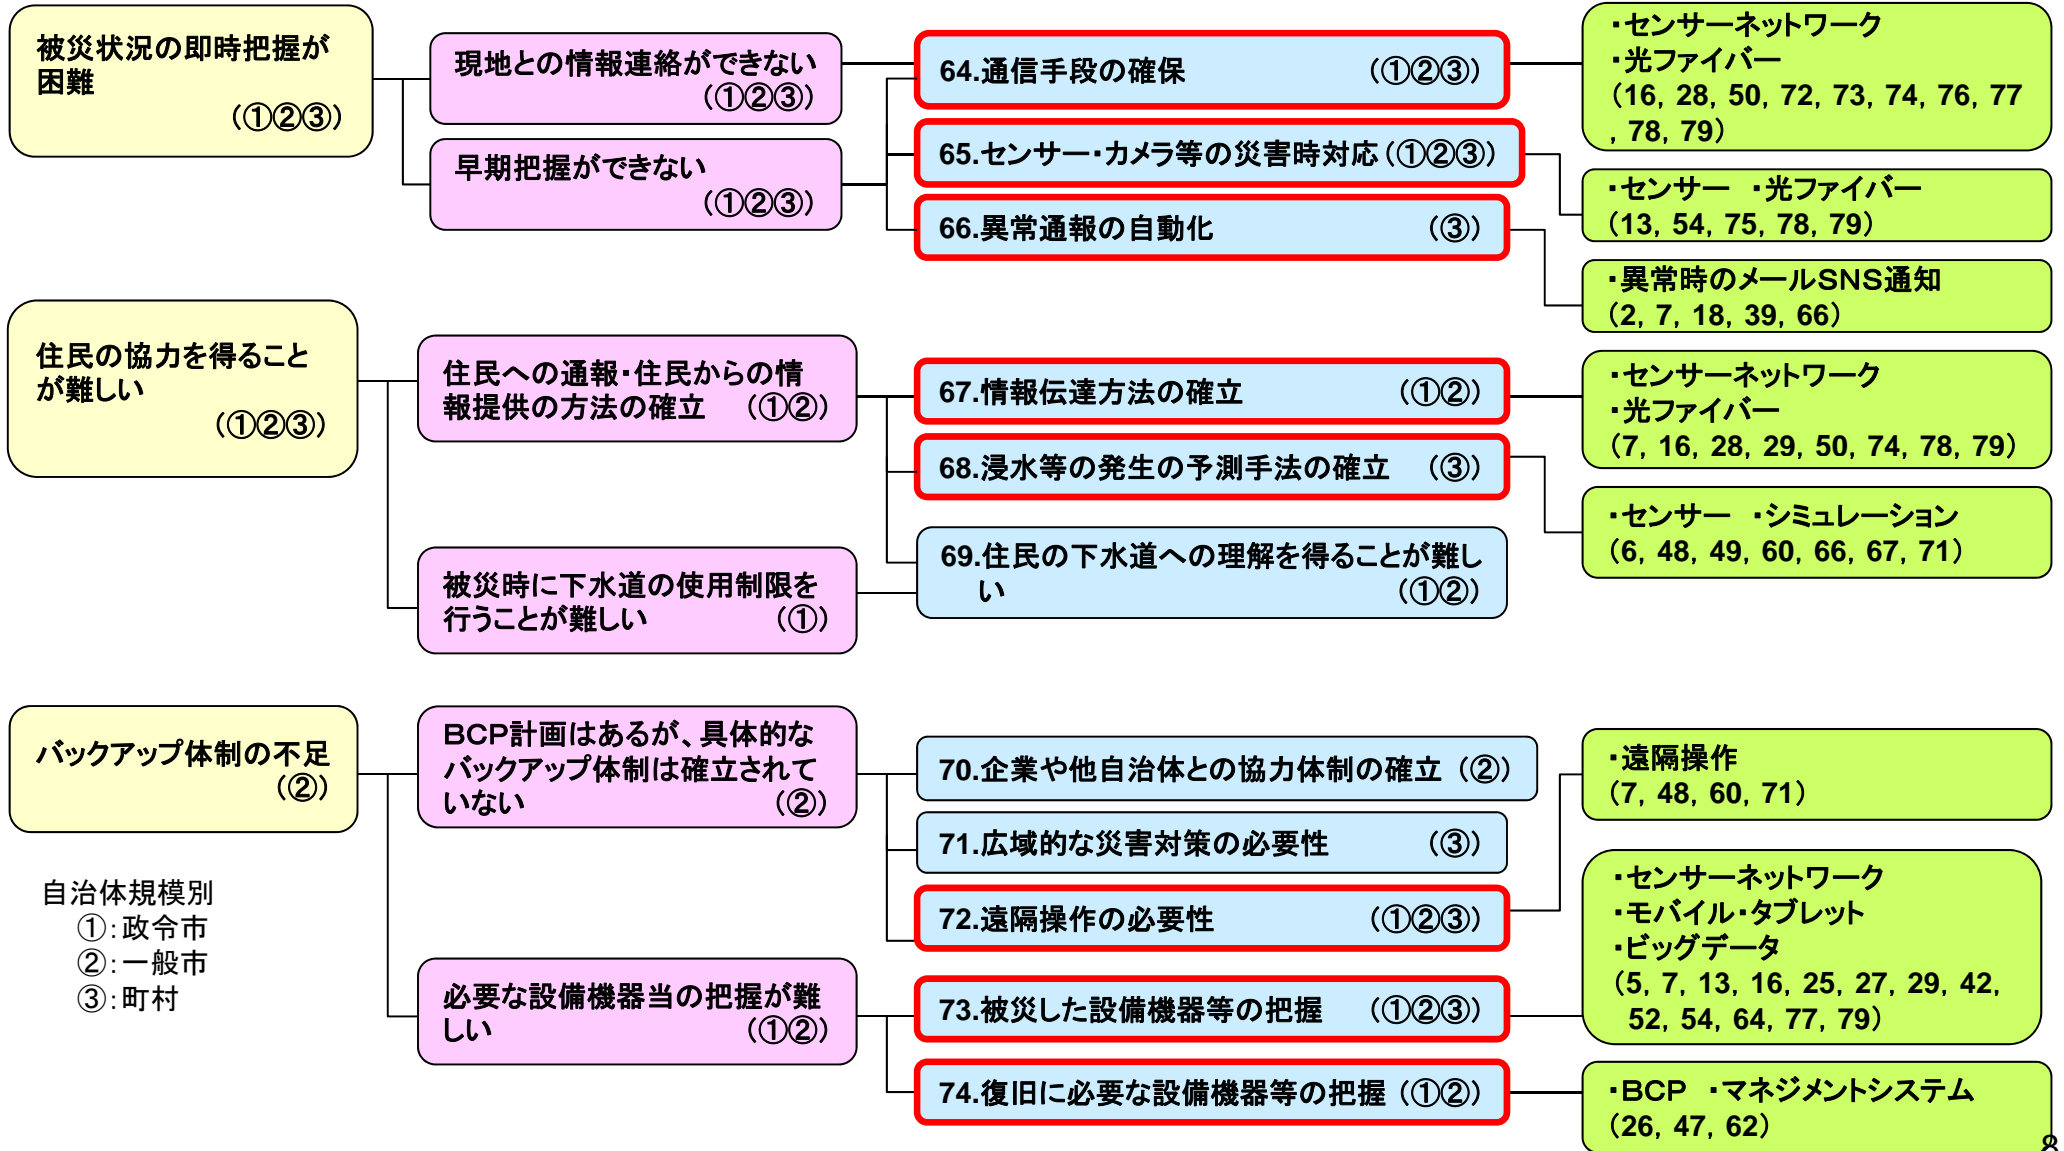 被災状況の即時把握が
困難
（①②③）
現地との情報連絡ができない
（①②③）
早期把握ができない
（①②③）
64.通信手段の確保　（①②③）
65.センサー・カメラ等の災害時対応（①②③）
66.異常通報の自動化　（③）
・センサーネットワーク
・光ファイバー
（16, 28, 50, 72, 73, 74, 76, 77
, 78, 79）
・センサー　・光ファイバー
（13, 54, 75, 78, 79）
・異常時のメールＳＮＳ通知
（2, 7, 18, 39, 66）
住民の協力を得ること
が難しい
（①②③）
住民への通報・住民からの情
報提供の方法の確立　（①②）
被災時に下水道の使用制限を
行うことが難しい　（①）
67.情報伝達方法の確立　（①②）
68.浸水等の発生の予測手法の確立　（③）
69.住民の下水道への理解を得ることが難し
い　（①②）
・センサーネットワーク
・光ファイバー
（7, 16, 28, 29, 50, 74, 78, 79）
・センサー　・シミュレーション
（6, 48, 49, 60, 66, 67, 71）
バックアップ体制の不足
（②）
ＢＣＰ計画はあるが、具体的な
バックアップ体制は確立されて
いない　（②）
必要な設備機器当の把握が難
しい　（①②）
70.企業や他自治体との協力体制の確立（②）
71.広域的な災害対策の必要性　（③）
72.遠隔操作の必要性　（①②③）
73.被災した設備機器等の把握　（①②③）
74.復旧に必要な設備機器等の把握（①②）
・遠隔操作
（7, 48, 60, 71）
・センサーネットワーク
・モバイル・タブレット
・ビッグデータ
（5, 7, 13, 16, 25, 27, 29, 42,
52, 54, 64, 77, 79）
・ＢＣＰ　・マネジメントシステム
（26, 47, 62）
自治体規模別
①：政令市
②：一般市
③：町村
8